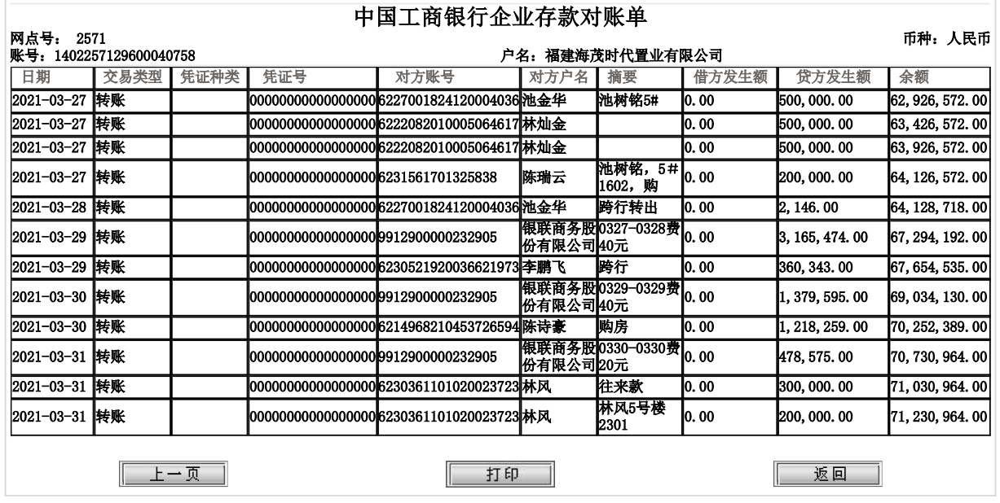 中国工商银行企业存款对账单
网点号： 2571
币种：人民币
账号：1402257129600040758
户名：福建海茂时代置业有限公司
日期 交易类型 凭证种类 凭证号 对方账号 对方户名 摘要 借方发生额 贷方发生额 余额
2021-03-27 转账 00000000000000000 6227001824120004036 池金华 池树铭5# 0.00 500,000.00 62,926,572.00
2021-03-27 转账 00000000000000000 6222082010005064617 林灿金 0.00 500,000.00 63,426,572.00
2021-03-27 转账 00000000000000000 6222082010005064617 林灿金 0.00 500,000.00 63,926,572.00
2021-03-27 转账 00000000000000000 6231561701325838 陈瑞云 池树铭，5＃ 0.00 200,000.00 64,126,572.00
1602，购
2021-03-28 转账 00000000000000000 6227001824120004036 池金华 跨行转出 0.00 2,146.00 64,128,718.00
2021-03-29 转账 00000000000000000 9912900000232905 银联商务股 0327-0328费 0.00 3,165,474.00 67,294,192.00
份有限公司 40元
2021-03-29 转账 00000000000000000 6230521920036621973 李鹏飞 跨行 0.00 360,343.00 67,654,535.00
2021-03-30 转账 00000000000000000 9912900000232905 银联商务股 0329-0329费 0.00 1,379,595.00 69,034,130.00
份有限公司 40元
2021-03-30 转账 00000000000000000 6214968210453726594 陈诗豪 购房 0.00 1,218,259.00 70,252,389.00
2021-03-31 转账 00000000000000000 9912900000232905 银联商务股 0330-0330费 0.00 478,575.00 70,730,964.00
份有限公司 20元
2021-03-31 转账 00000000000000000 6230361101020023723 林风 往来款 0.00 300,000.00 71,030,964.00
2021-03-31 转账 00000000000000000 6230361101020023723 林风 林风5号楼 0.00 200,000.00 71,230,964.00
2301
上一页 打印 返回